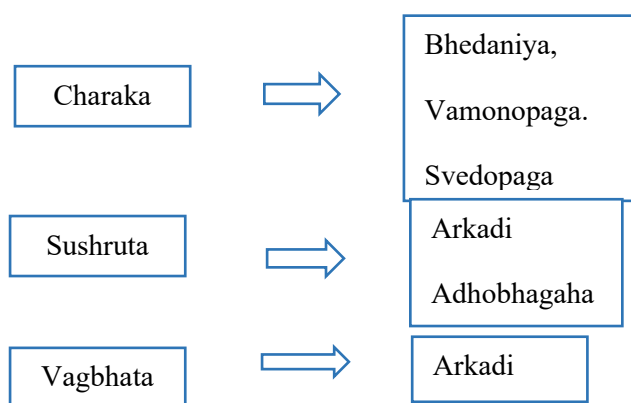 Charaka
Bhedaniya,
Vamonopaga.
Svedopaga
Sushruta
Arkadi
Adhobhagaha
Vagbhata
Arkadi